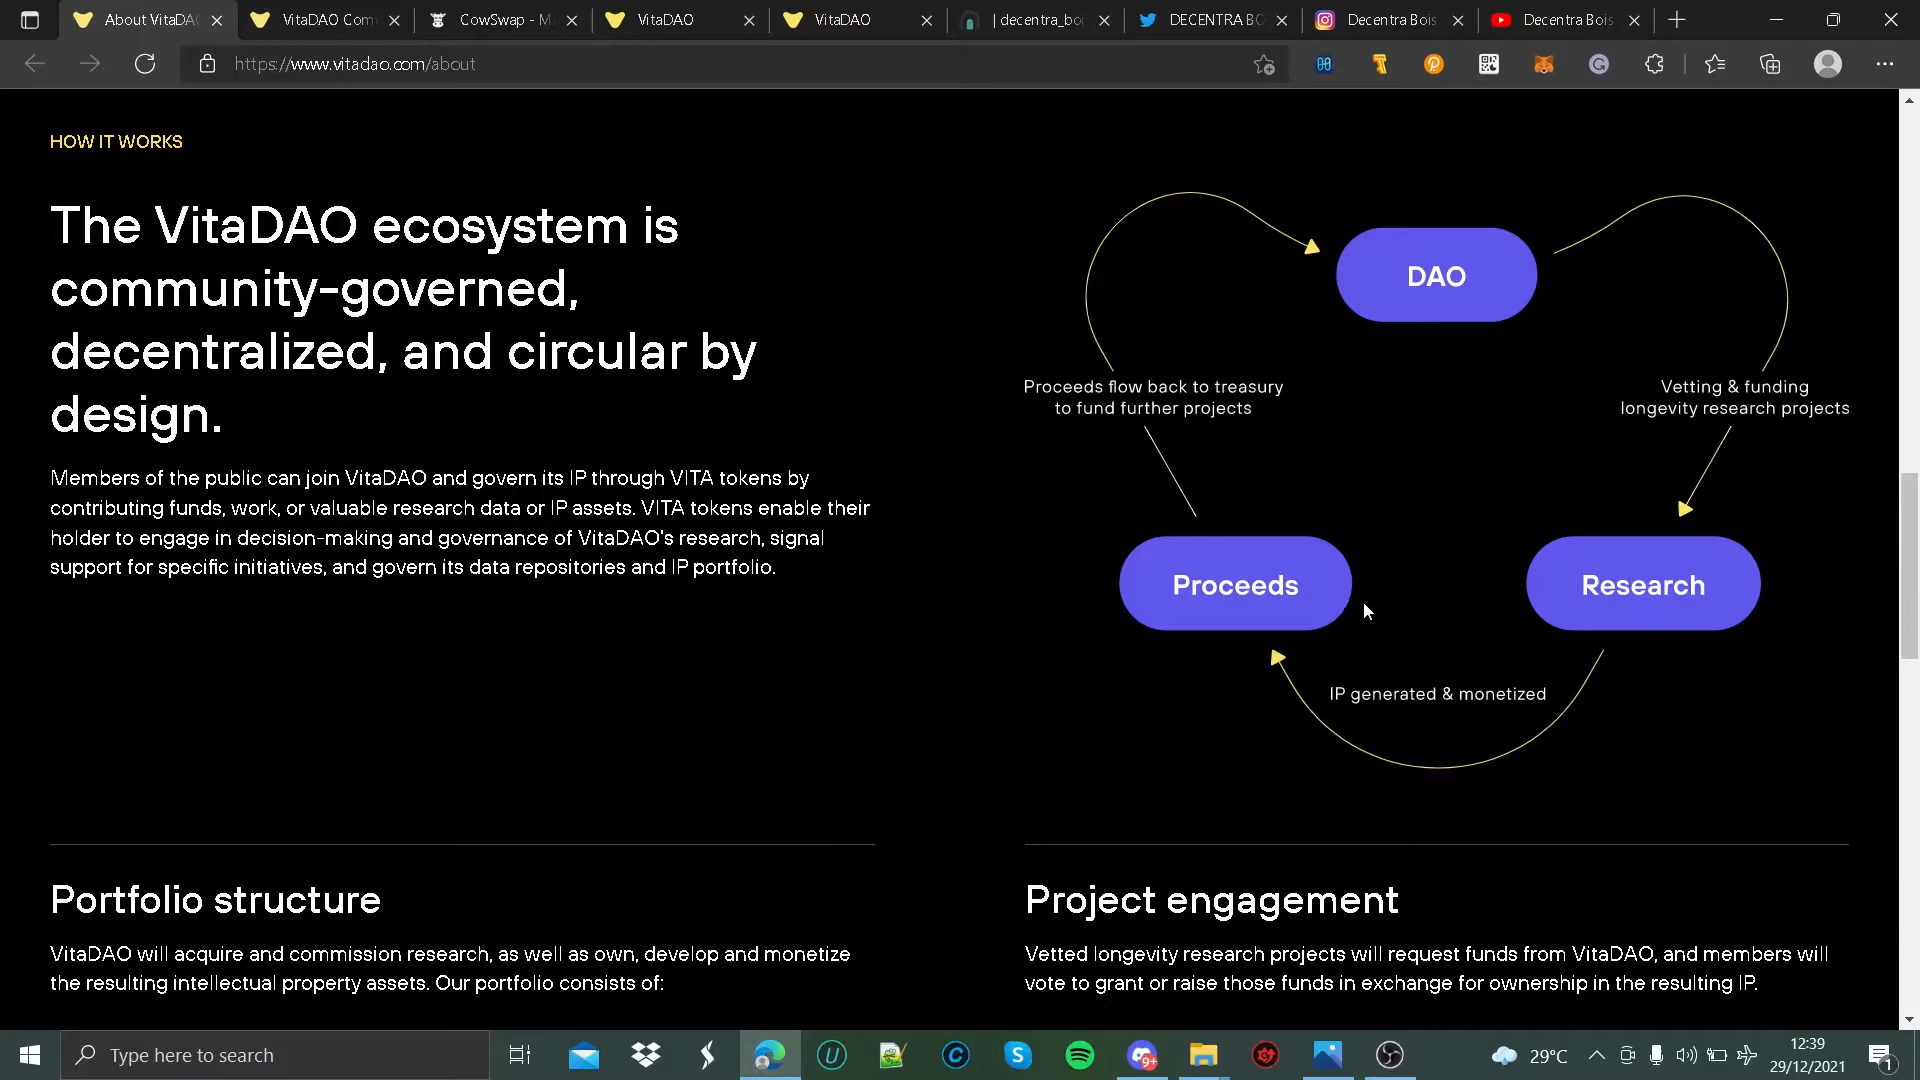 About VitaDA
VitaDAO Com
CowSwap - M
VitaDAO
VitaDAO
| decentra_boi
DECENTRA BO
Decentra Bois
Decentra Bois
https://www.vitadao.com/about
HOW IT WORKS
The VitaDAO ecosystem is
community-governed,
decentralized, and circular by
design.
Members of the public can join VitaDAO and govern its IP through VITA tokens by
contributing funds, work, or valuable research data or IP assets. VITA tokens enable their
holder to engage in decision-making and governance of VitaDAO's research, signal
support for specific initiatives, and govern its data repositories and IP portfolio.
DAO
Proceeds flow back to treasury
to fund further projects
Vetting & funding
longevity research projects
Proceeds
Research
IP generated & monetized
Portfolio structure
VitaDAO will acquire and commission research, as well as own, develop and monetize
the resulting intellectual property assets. Our portfolio consists of:
Project engagement
Vetted longevity research projects will request funds from VitaDAO, and members will
vote to grant or raise those funds in exchange for ownership in the resulting IP.
Type here to search
9+
29°C
12:39
29/12/2021
1